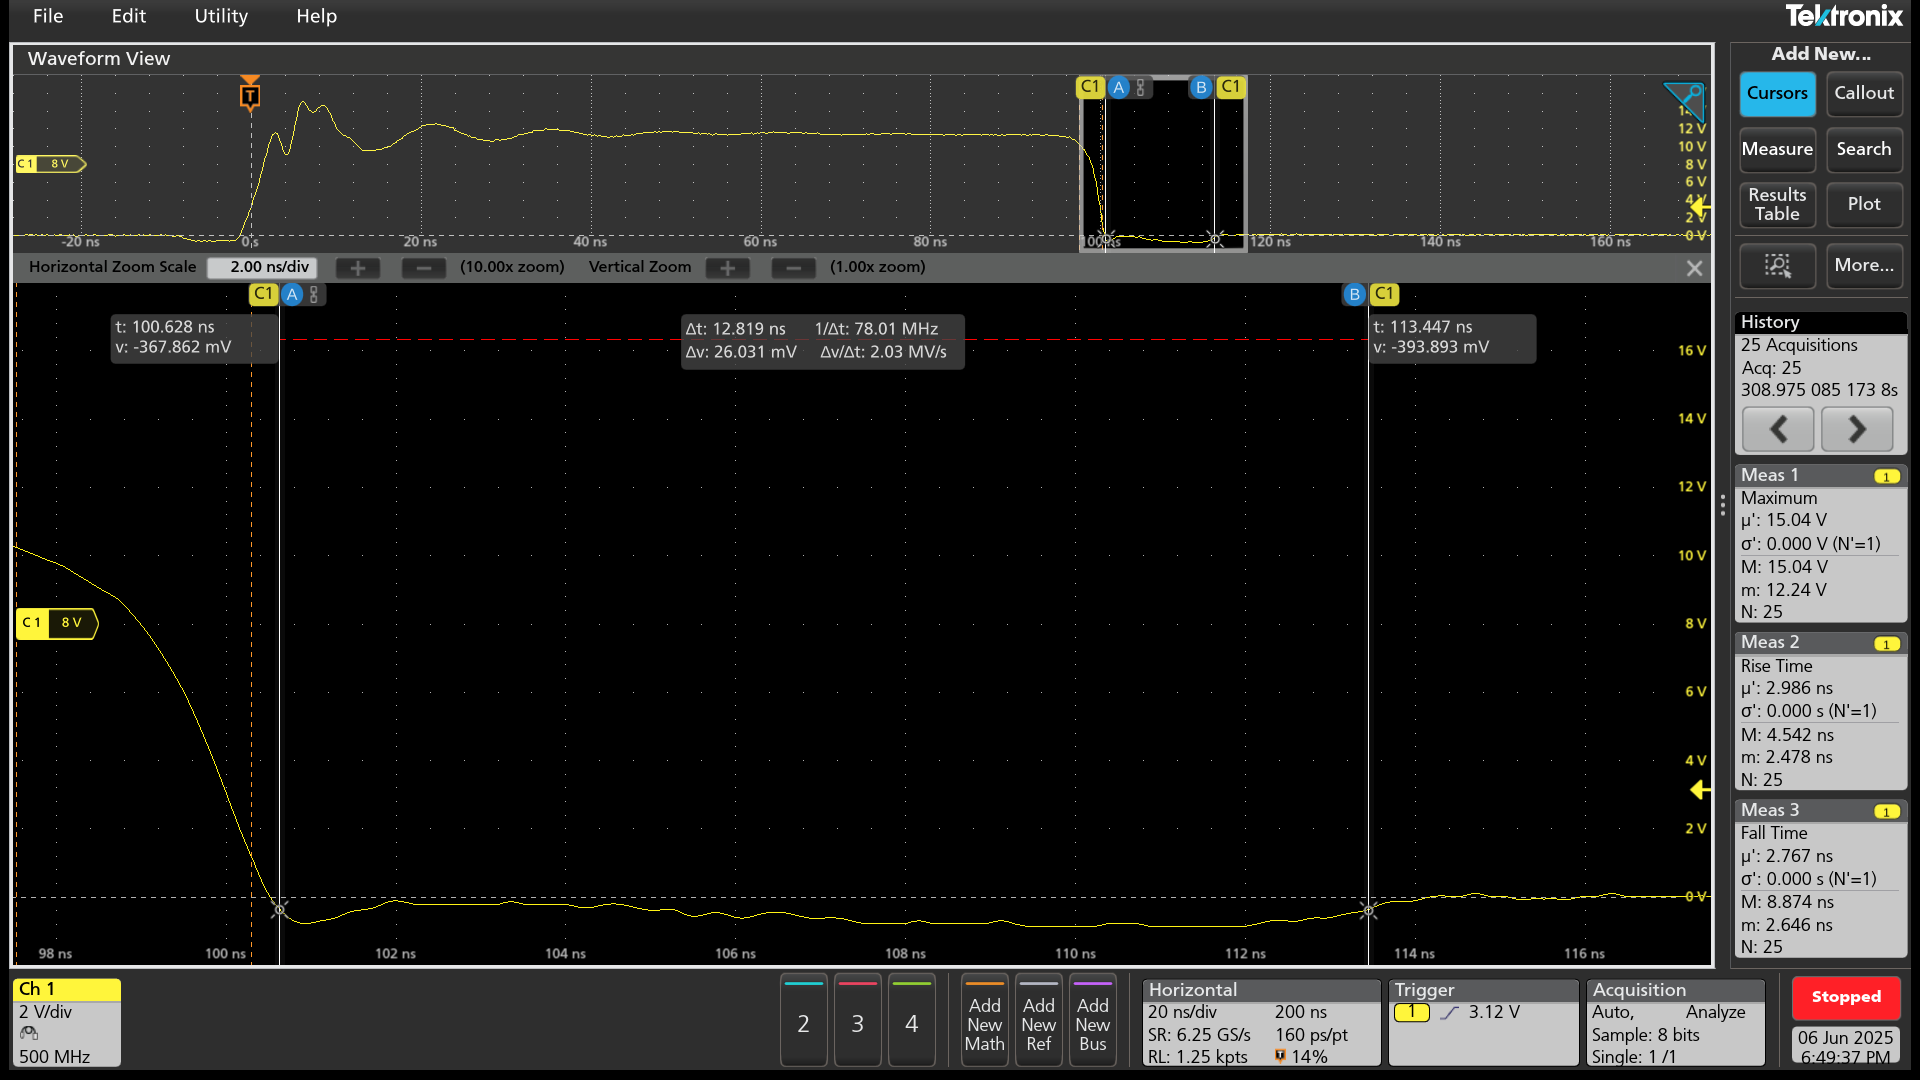 File Edit Utility Help
Tektronix
Waveform View
Add New...
C1 A B C1
T
Cursors Callout
12 V
10 V
C1 8 V
8 V
6 V
4 V
2 V
0 V
Measure Search
Results Table
Plot
-20 ns 0 s 20 ns 40 ns 60 ns 80 ns 100 ns 120 ns 140 ns 160 ns
Horizontal Zoom Scale 2.00 ns/div + − (10.00x zoom) Vertical Zoom + − (1.00x zoom)
More...
C1 A B C1
t: 100.628 ns
v: -367.862 mV
Δt: 12.819 ns 1/Δt: 78.01 MHz
Δv: 26.031 mV Δv/Δt: 2.03 MV/s
t: 113.447 ns
v: -393.893 mV
16 V
14 V
12 V
10 V
8 V
6 V
4 V
2 V
0 V
C 1 8 V
98 ns 100 ns 102 ns 104 ns 106 ns 108 ns 110 ns 112 ns 114 ns 116 ns
History
25 Acquisitions
Acq: 25
308.975 085 173 8s
Meas 1 1
Maximum
μ': 15.04 V
σ': 0.000 V (N'=1)
M: 15.04 V
m: 12.24 V
N: 25
Meas 2 1
Rise Time
μ': 2.986 ns
σ': 0.000 s (N'=1)
M: 4.542 ns
m: 2.478 ns
N: 25
Meas 3 1
Fall Time
μ': 2.767 ns
σ': 0.000 s (N'=1)
M: 8.874 ns
m: 2.646 ns
N: 25
Ch 1
2 V/div
500 MHz
2 3 4
Add New Math
Add New Ref
Add New Bus
Horizontal
20 ns/div 200 ns
SR: 6.25 GS/s 160 ps/pt
RL: 1.25 kpts 14%
Trigger
1 3.12 V
Acquisition
Auto, Analyze
Sample: 8 bits
Single: 1 /1
Stopped
06 Jun 2025
6:49:37 PM